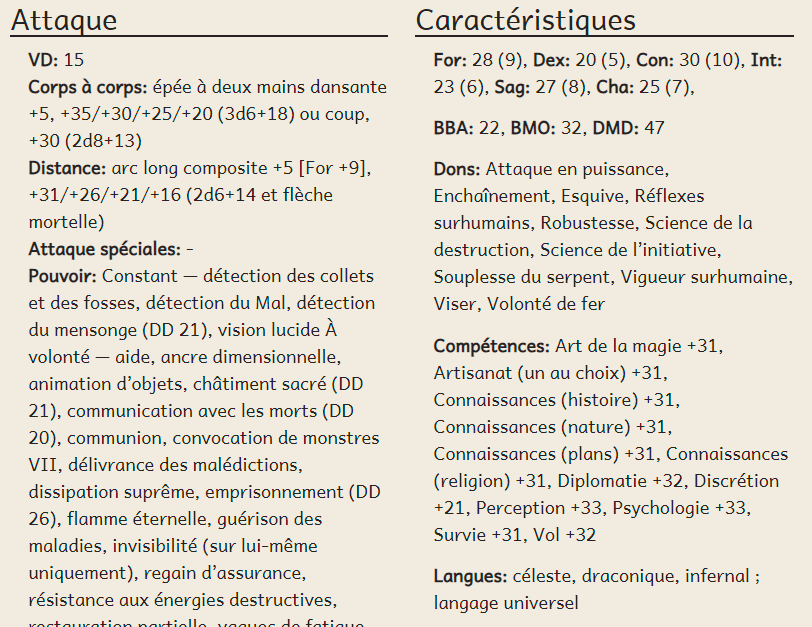 Attaque
VD: 15
Corps à corps: épée à deux mains dansante
+5, +35/+30/+25/+20 (3d6+18) ou coup,
+30 (2d8+13)
Distance: arc long composite +5 [For +9],
+31/+26/+21/+16 (2d6+14 et flèche
mortelle)
Attaque spéciales: -
Pouvoir: Constant — détection des collets
et des fosses, détection du Mal, détection
du mensonge (DD 21), vision lucide À
volonté — aide, ancre dimensionnelle,
animation d’objets, châtiment sacré (DD
21), communication avec les morts (DD
20), communion, convocation de monstres
VII, délivrance des malédictions,
dissipation suprême, emprisonnement (DD
26), flamme éternelle, guérison des
maladies, invisibilité (sur lui-même
uniquement), regain d’assurance,
résistance aux énergies destructives,
restauration partielle, vagues de fatigue
Caractéristiques
For: 28 (9), Dex: 20 (5), Con: 30 (10), Int:
23 (6), Sag: 27 (8), Cha: 25 (7),
BBA: 22, BMO: 32, DMD: 47
Dons: Attaque en puissance,
Enchaînement, Esquive, Réflexes
surhumains, Robustesse, Science de la
destruction, Science de l’initiative,
Souplesse du serpent, Vigueur surhumaine,
Viser, Volonté de fer
Compétences: Art de la magie +31,
Artisanat (un au choix) +31,
Connaissances (histoire) +31,
Connaissances (nature) +31,
Connaissances (plans) +31, Connaissances
(religion) +31, Diplomatie +32, Discrétion
+21, Perception +33, Psychologie +33,
Survie +31, Vol +32
Langues: céleste, draconique, infernal ;
langage universel